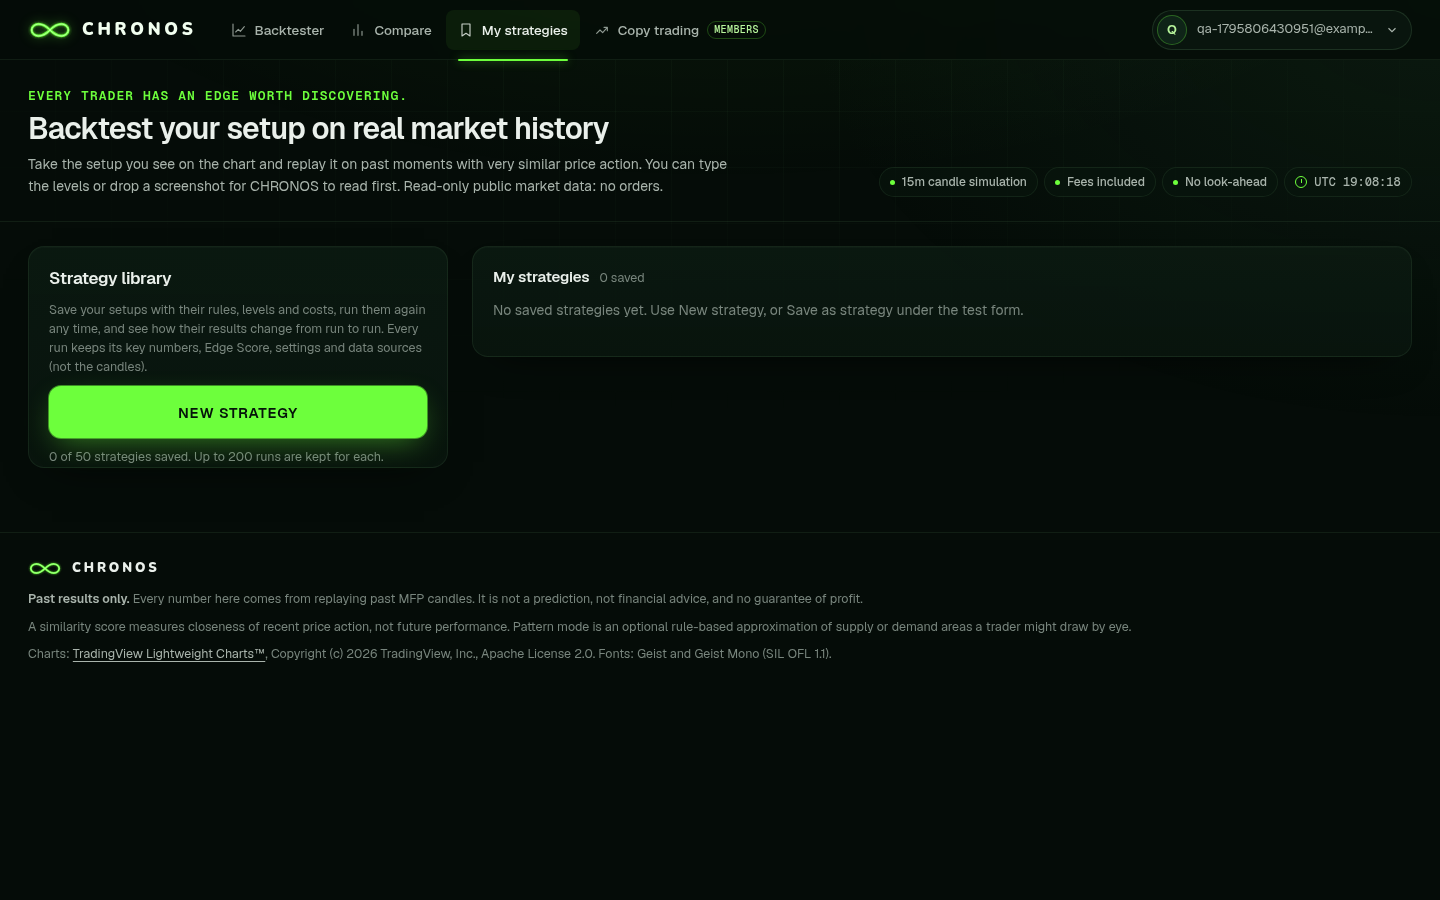 CHRONOS
Backtester
Compare
My strategies
Copy trading
MEMBERS
Q
qa-1795806430951@examp...
EVERY TRADER HAS AN EDGE WORTH DISCOVERING.
Backtest your setup on real market history
Take the setup you see on the chart and replay it on past moments with very similar price action. You can type
the levels or drop a screenshot for CHRONOS to read first. Read-only public market data: no orders.
15m candle simulation
Fees included
No look-ahead
UTC 19:08:18
Strategy library
Save your setups with their rules, levels and costs, run them again
any time, and see how their results change from run to run. Every
run keeps its key numbers, Edge Score, settings and data sources
(not the candles).
NEW STRATEGY
0 of 50 strategies saved. Up to 200 runs are kept for each.
My strategies 0 saved
No saved strategies yet. Use New strategy, or Save as strategy under the test form.
CHRONOS
Past results only. Every number here comes from replaying past MFP candles. It is not a prediction, not financial advice, and no guarantee of profit.
A similarity score measures closeness of recent price action, not future performance. Pattern mode is an optional rule-based approximation of supply or demand areas a trader might draw by eye.
Charts: TradingView Lightweight Charts™, Copyright (c) 2026 TradingView, Inc., Apache License 2.0. Fonts: Geist and Geist Mono (SIL OFL 1.1).